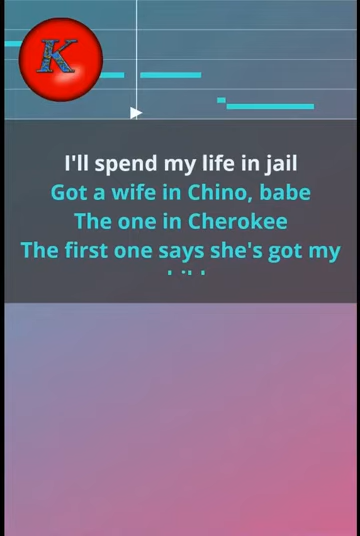 K
I'll spend my life in jail
Got a wife in Chino, babe
The one in Cherokee
The first one says she's got my